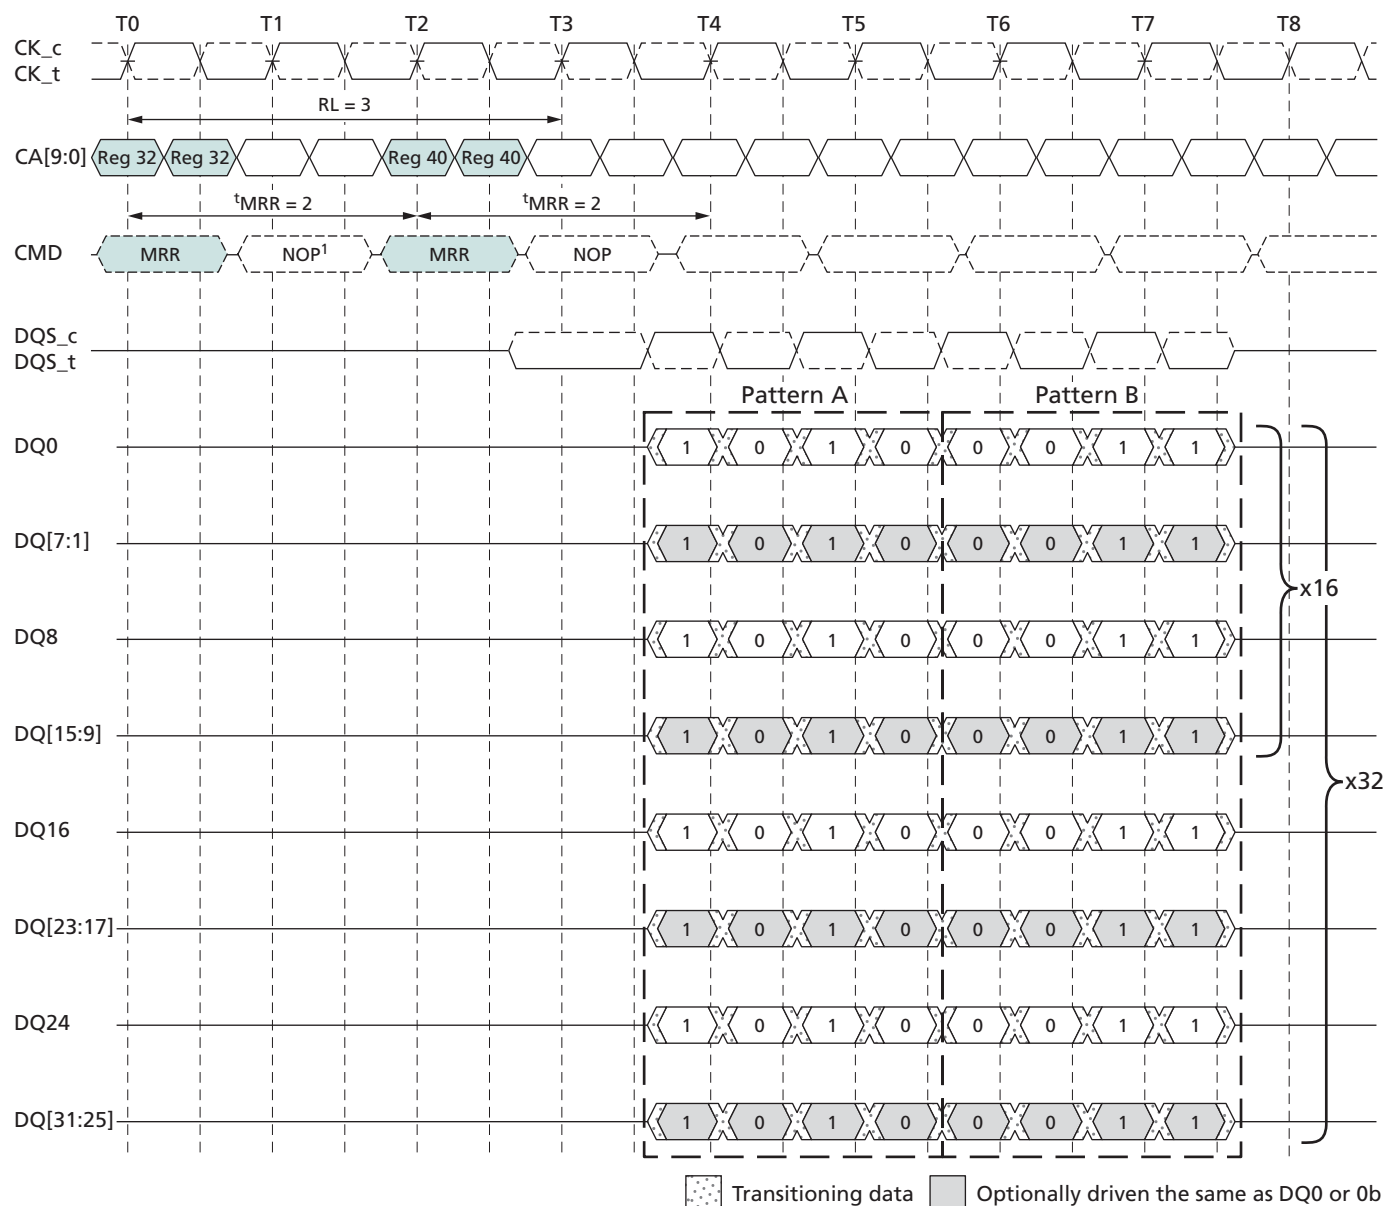 T0 T1 T2 T3 T4 T5 T6 T7 T8
CK_c
CK_t
RL = 3
CA[9:0] Reg 32 Reg 32 Reg 40 Reg 40
tMRR = 2 tMRR = 2
CMD MRR NOP1 MRR NOP
DQS_c
DQS_t
Pattern A Pattern B
DQ0 1 0 1 0 0 0 1 1
DQ[7:1] 1 0 1 0 0 0 1 1
x16
DQ8 1 0 1 0 0 0 1 1
DQ[15:9] 1 0 1 0 0 0 1 1
x32
DQ16 1 0 1 0 0 0 1 1
DQ[23:17] 1 0 1 0 0 0 1 1
DQ24 1 0 1 0 0 0 1 1
DQ[31:25] 1 0 1 0 0 0 1 1
Transitioning data Optionally driven the same as DQ0 or 0b